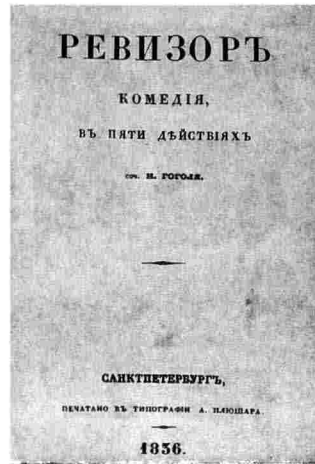 РЕВИЗОРЪ
КОМЕДІЯ,
ВЪ ПЯТИ ДѢЙСТВІЯХЪ
соч. Н. ГОГОЛЯ.
САНКТПЕТЕРБУРГЪ,
ПЕЧАТАНО ВЪ ТИПОГРАФІИ А. ПЛЮШАРА.
1836.